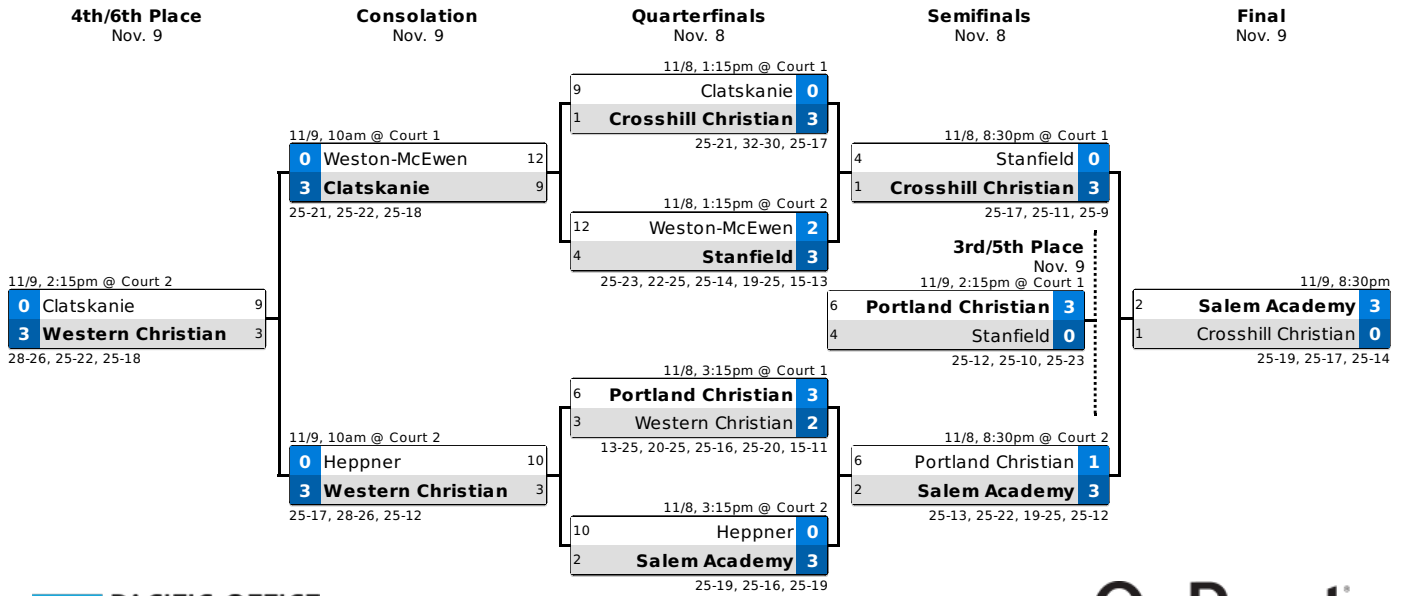 4th/6th Place
Nov. 9
Consolation
Nov. 9
Quarterfinals
Nov. 8
Semifinals
Nov. 8
Final
Nov. 9
11/9, 2:15pm @ Court 2
0 Clatskanie 9
3 Western Christian 3
28-26, 25-22, 25-18
11/9, 10am @ Court 1
0 Weston-McEwen 12
3 Clatskanie 9
25-21, 25-22, 25-18
11/9, 10am @ Court 2
0 Heppner 10
3 Western Christian 3
25-17, 28-26, 25-12
11/8, 1:15pm @ Court 1
9 Clatskanie 0
1 Crosshill Christian 3
25-21, 32-30, 25-17
11/8, 1:15pm @ Court 2
12 Weston-McEwen 2
4 Stanfield 3
25-23, 22-25, 25-14, 19-25, 15-13
11/8, 3:15pm @ Court 1
6 Portland Christian 3
3 Western Christian 2
13-25, 20-25, 25-16, 25-20, 15-11
11/8, 3:15pm @ Court 2
10 Heppner 0
2 Salem Academy 3
25-19, 25-16, 25-19
11/8, 8:30pm @ Court 1
4 Stanfield 0
1 Crosshill Christian 3
25-17, 25-11, 25-9
3rd/5th Place
Nov. 9
11/9, 2:15pm @ Court 1
6 Portland Christian 3
4 Stanfield 0
25-12, 25-10, 25-23
11/8, 8:30pm @ Court 2
6 Portland Christian 1
2 Salem Academy 3
25-13, 25-22, 19-25, 25-12
11/9, 8:30pm
2 Salem Academy 3
1 Crosshill Christian 0
25-19, 25-17, 25-14
PACIFIC OFFICE